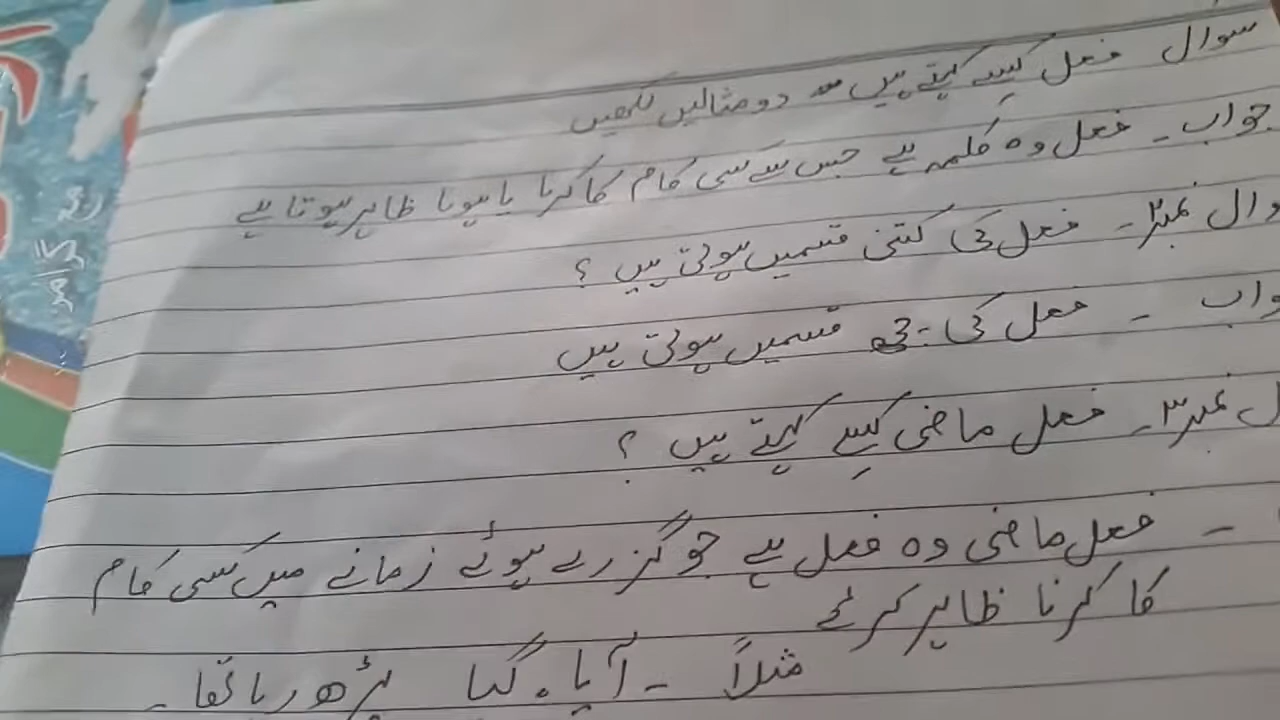 سوال فعل کسے کہتے ہیں دو مثالیں لکھیں
جواب - فعل وہ کلمہ ہے جس سے کسی کام کا کرنا یا ہونا ظاہر ہوتا ہے
وال نمبر۲- فعل کی کتنی قسمیں ہوتی ہیں ؟
واب - فعل کی چھ قسمیں ہوتی ہیں
ل نمبر۳- فعل ماضی کسے کہتے ہیں ؟
- فعل ماضی وہ فعل ہے جو گزرے ہوئے زمانے میں کسی کام
کا کرنا ظاہر کرئے
مثلاً - آیا . گیا پڑھ رہا تھا -